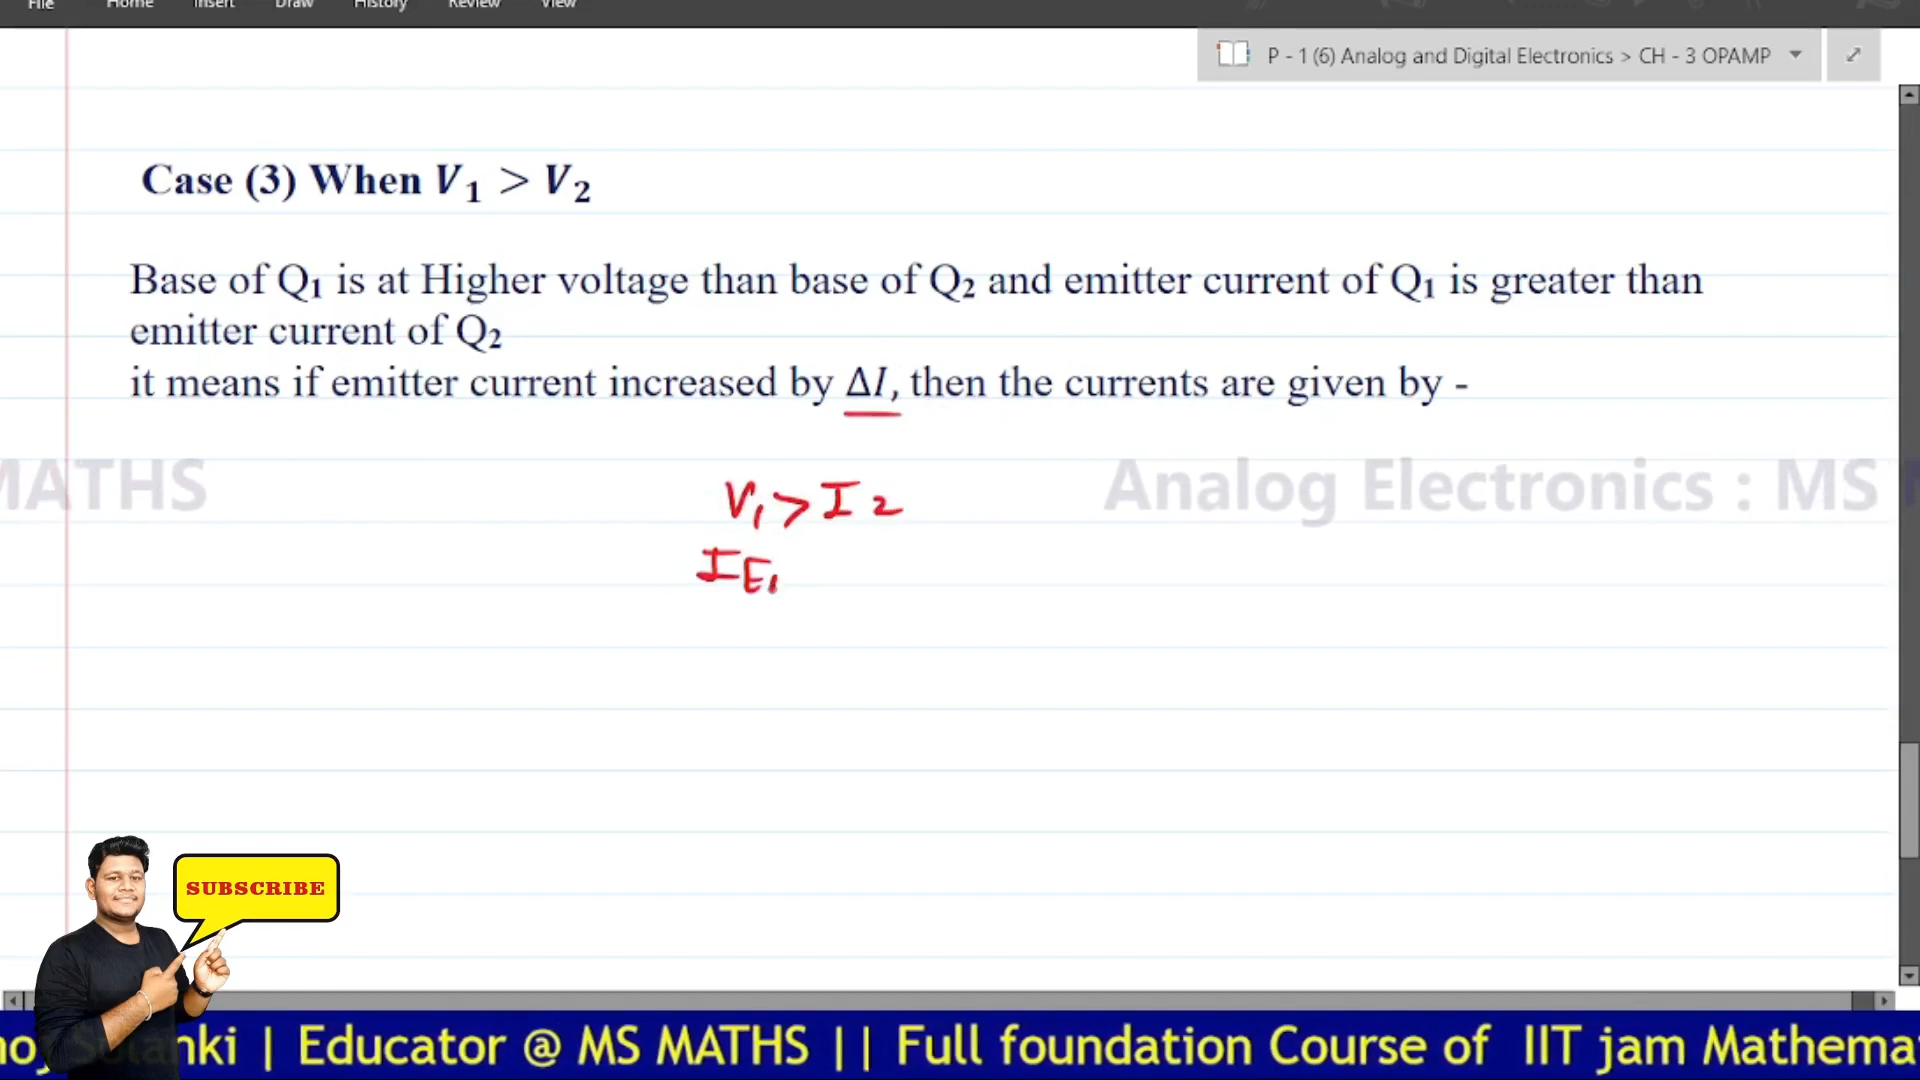 File Home Insert Draw History Review View
P - 1 (6) Analog and Digital Electronics > CH - 3 OPAMP
Case (3) When V₁ > V₂
Base of Q₁ is at Higher voltage than base of Q₂ and emitter current of Q₁ is greater than
emitter current of Q₂
it means if emitter current increased by ΔI, then the currents are given by -
MATHS
Analog Electronics : MS
V₁ > I 2
I E₁
SUBSCRIBE
Solanki | Educator @ MS MATHS || Full foundation Course of IIT jam Mathema